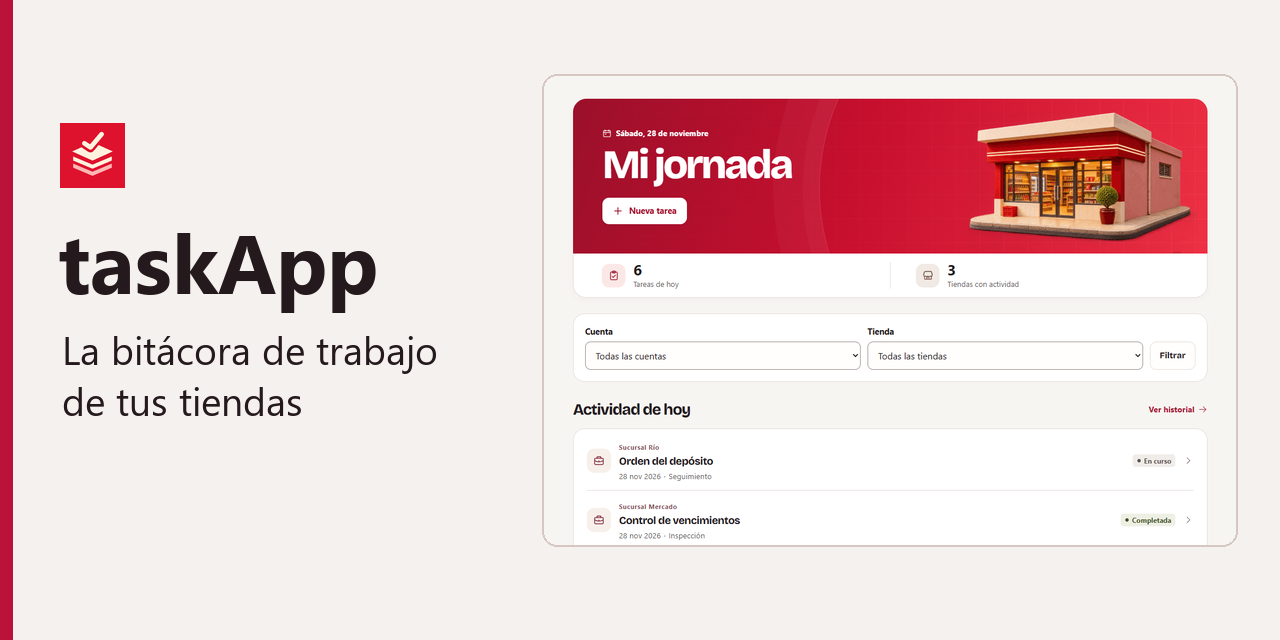 taskApp
La bitácora de trabajo
de tus tiendas
Sábado, 28 de noviembre
Mi jornada
Nueva tarea
6
Tareas de hoy
3
Tiendas con actividad
Cuenta
Todas las cuentas
Tienda
Todas las tiendas
Filtrar
Actividad de hoy
Ver historial
Sucursal Río
Orden del depósito
28 nov 2026 · Seguimiento
En curso
Sucursal Mercado
Control de vencimientos
28 nov 2026 · Inspección
Completada